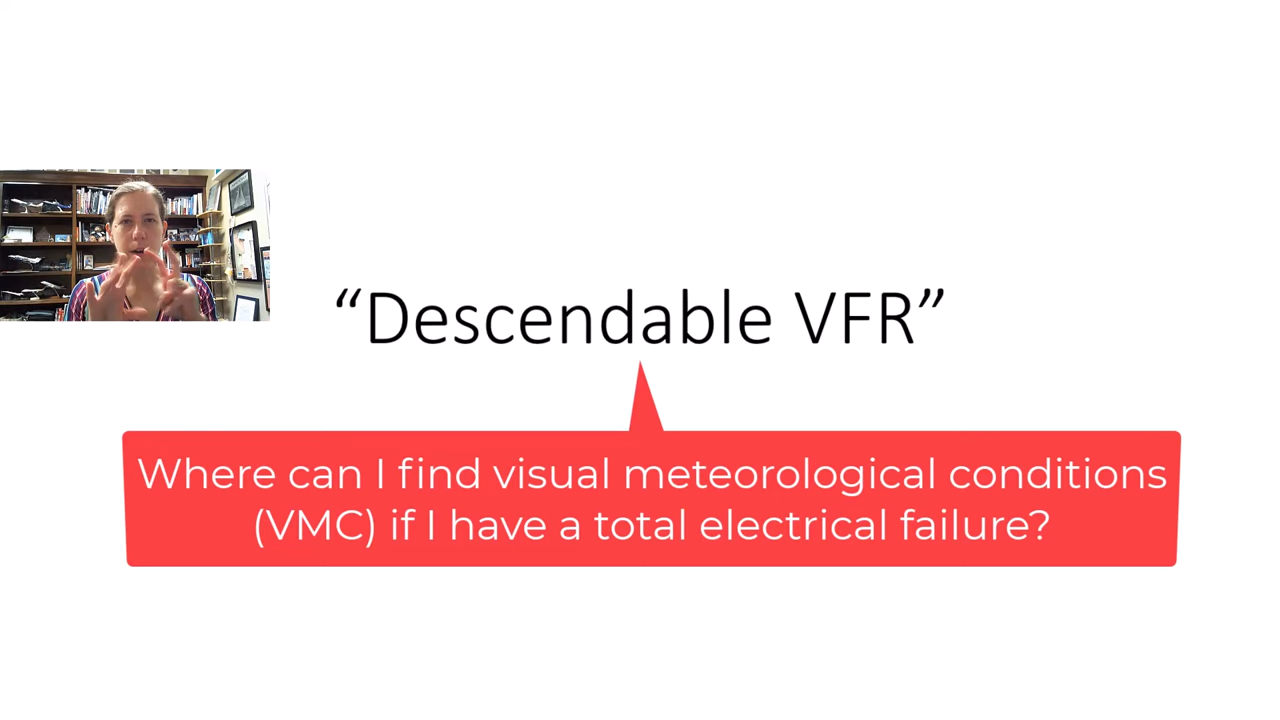 “Descendable VFR”
Where can I find visual meteorological conditions
(VMC) if I have a total electrical failure?